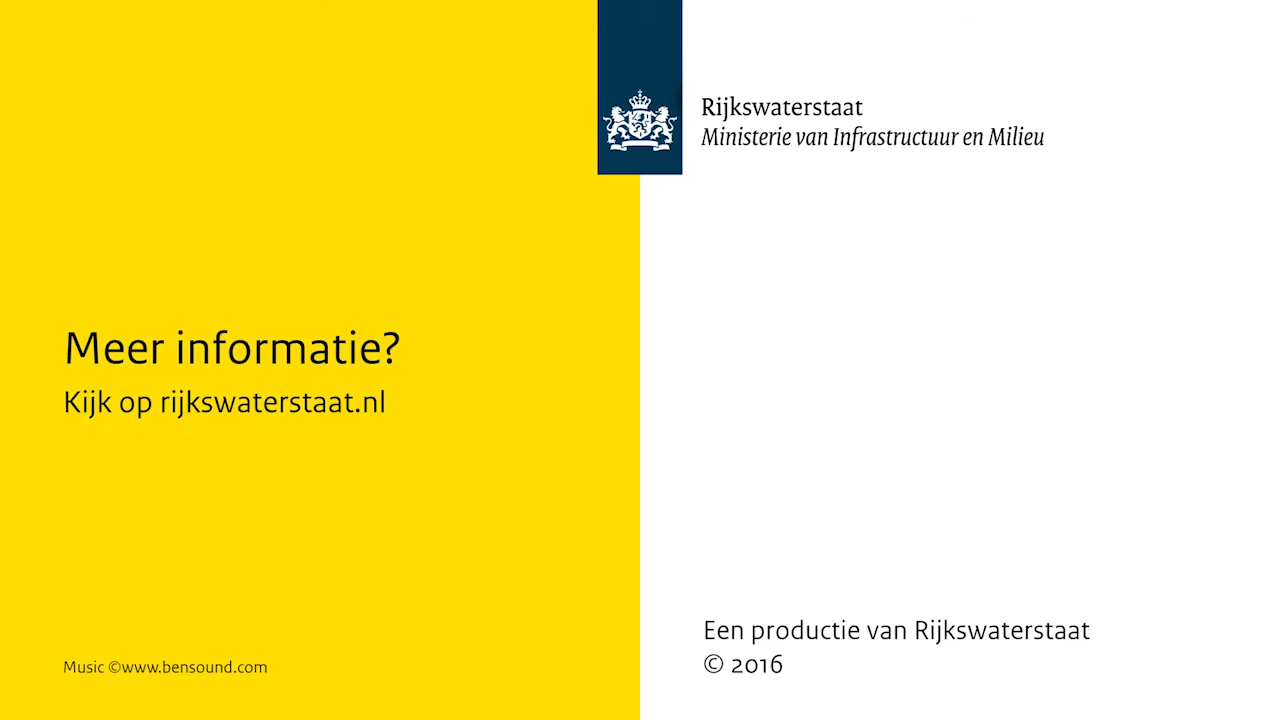 Rijkswaterstaat
Ministerie van Infrastructuur en Milieu
Meer informatie?
Kijk op rijkswaterstaat.nl
Music ©www.bensound.com
Een productie van Rijkswaterstaat
© 2016